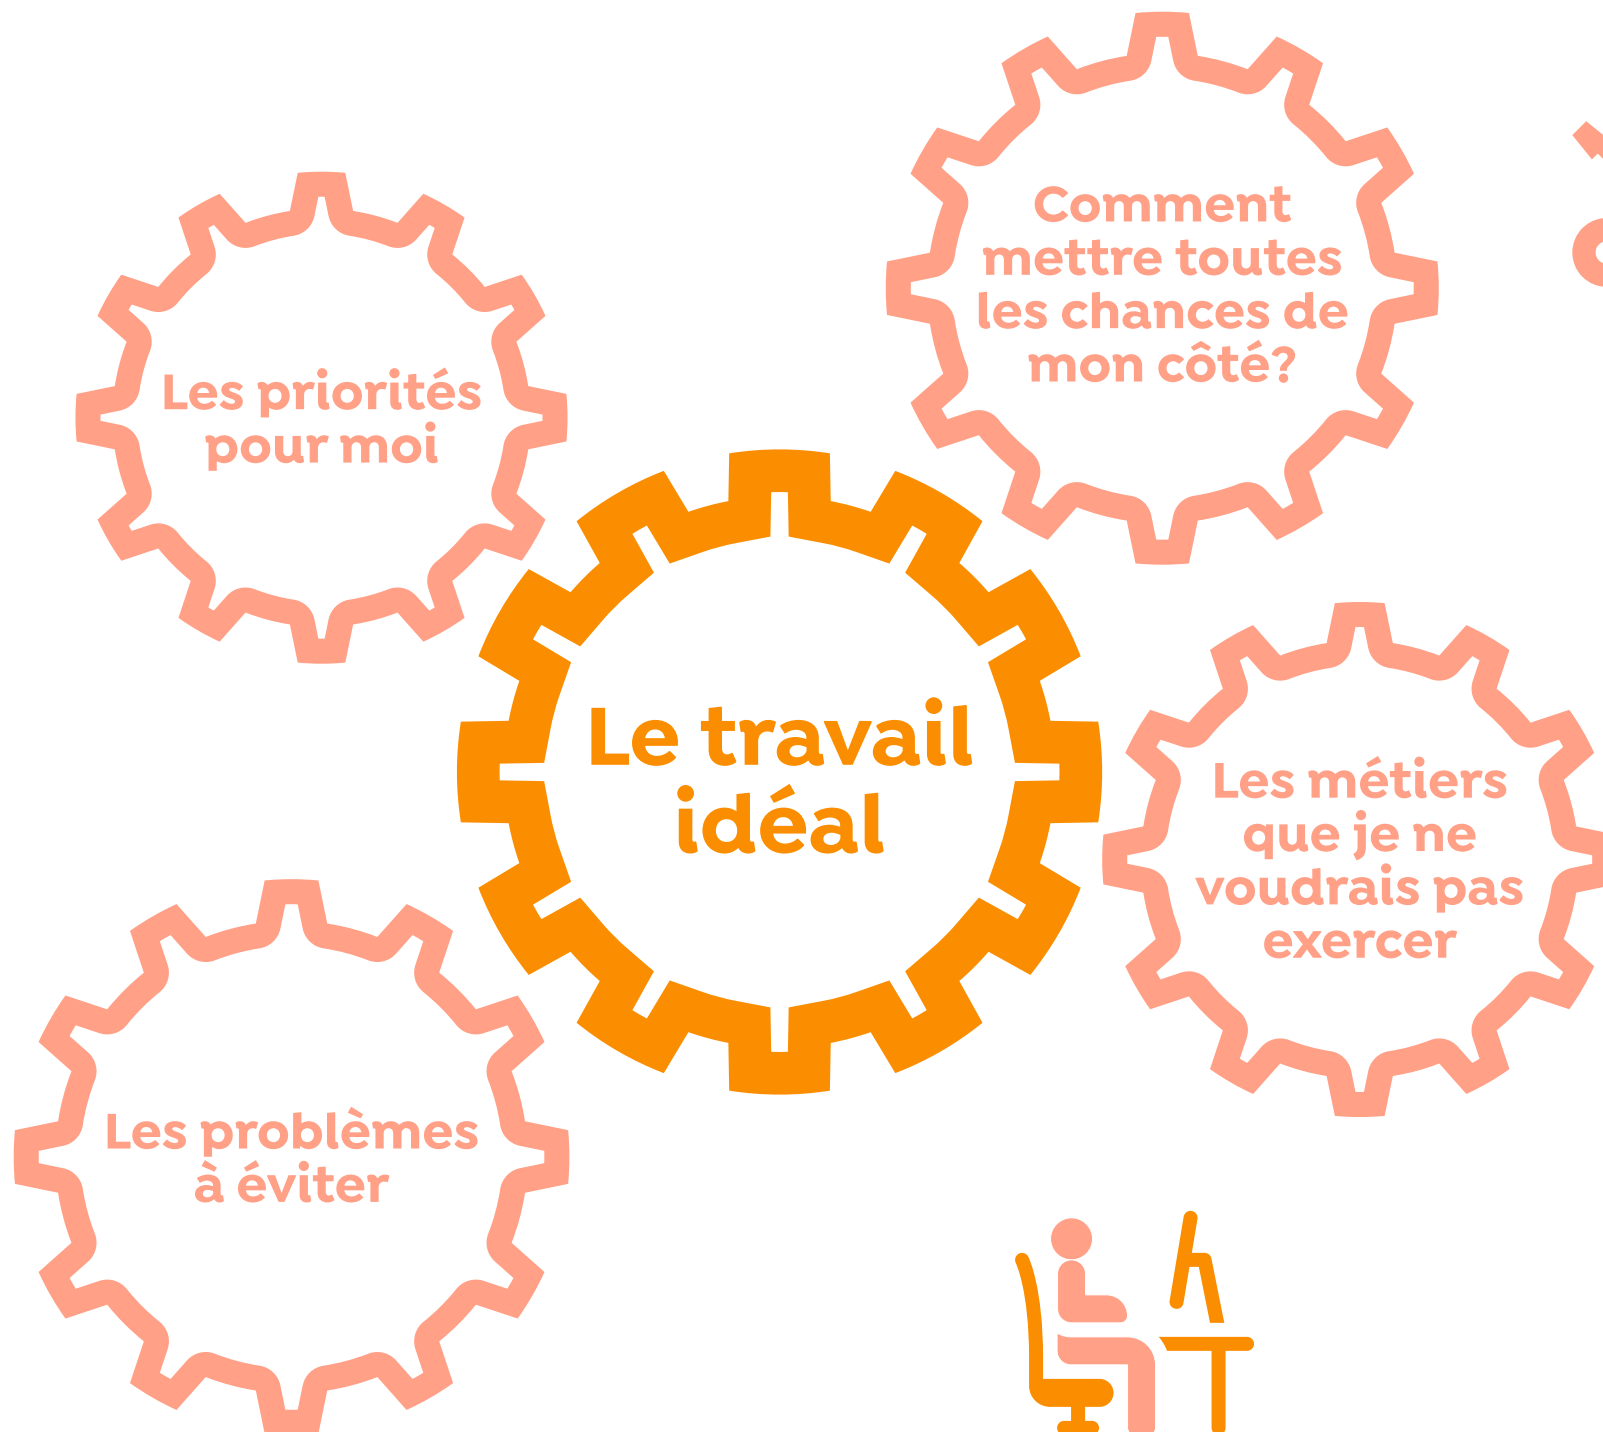 Comment
mettre toutes
les chances de
mon côté?
Les priorités
pour moi
Le travail
idéal
Les métiers
que je ne
voudrais pas
exercer
Les problèmes
à éviter